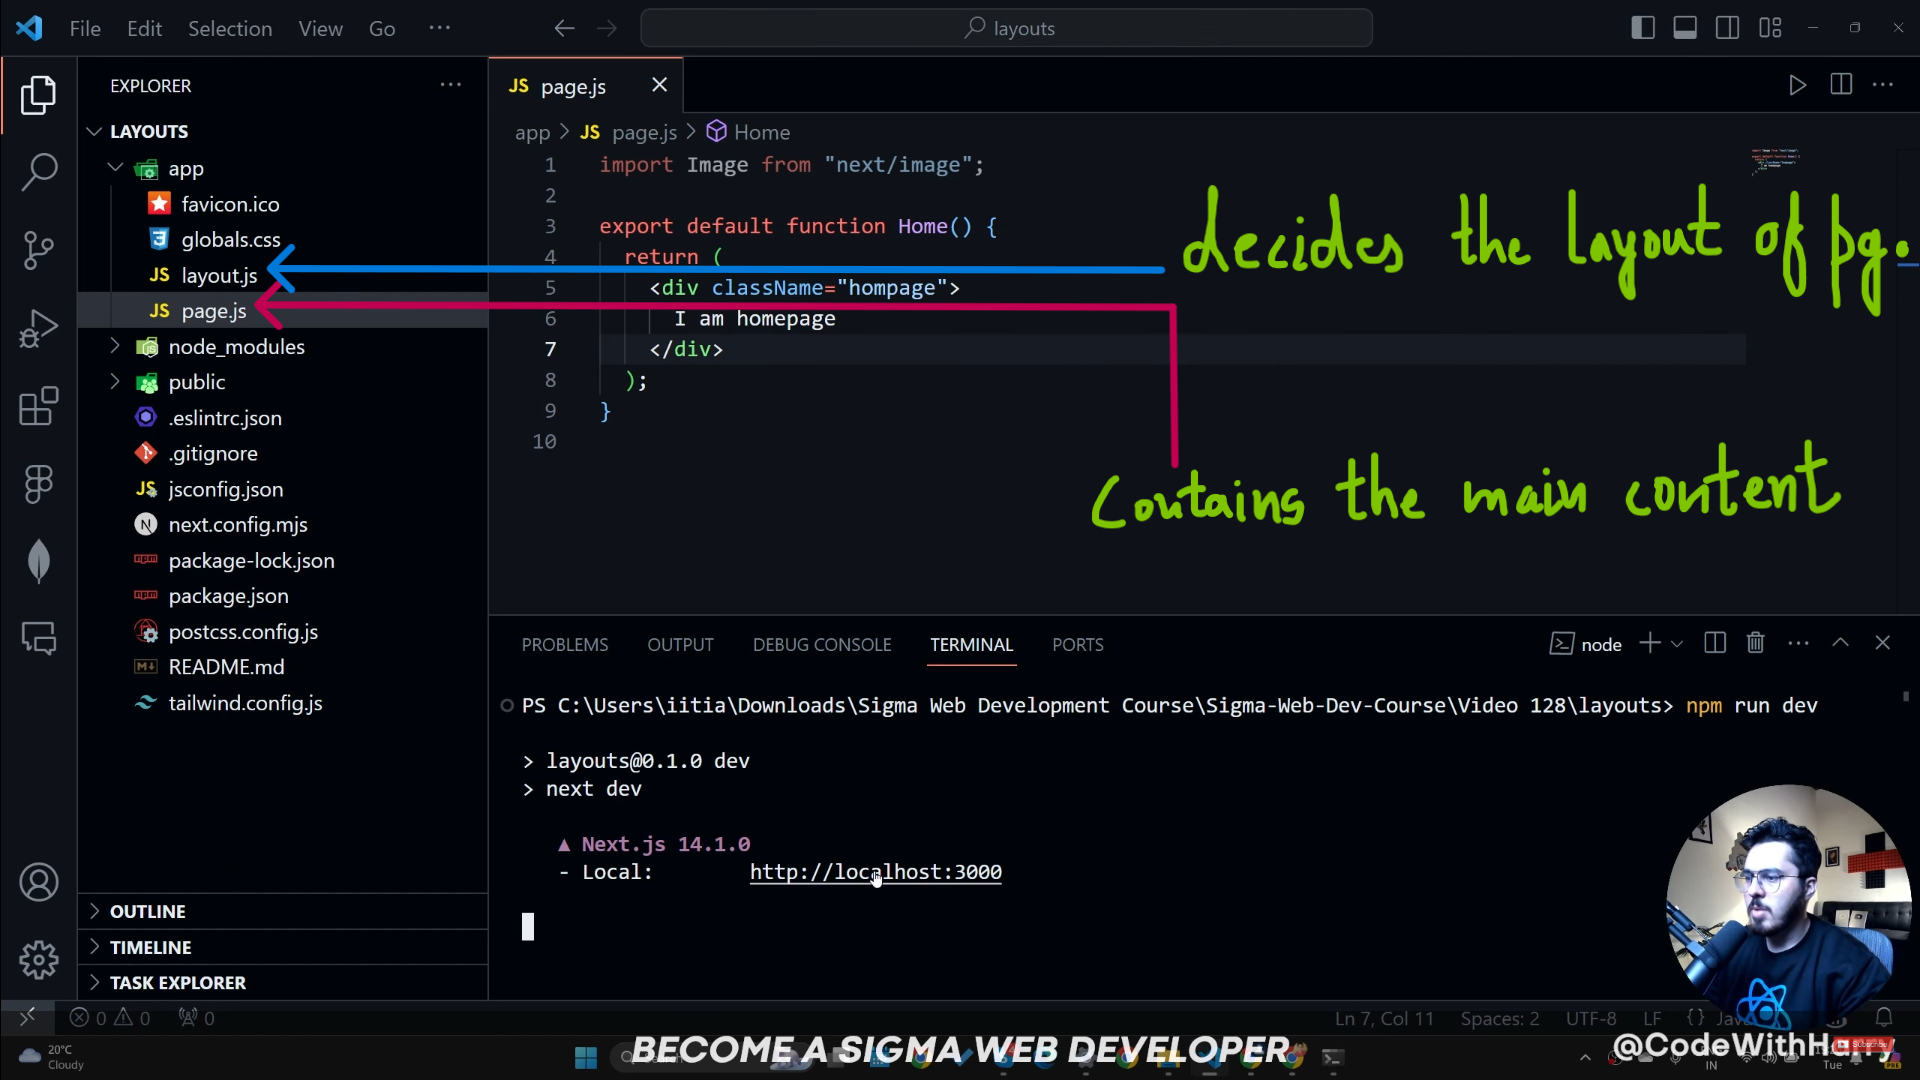 File Edit Selection View Go ··· layouts
EXPLORER ···
LAYOUTS
app
favicon.ico
globals.css
layout.js
page.js
node_modules
public
.eslintrc.json
.gitignore
jsconfig.json
next.config.mjs
package-lock.json
package.json
postcss.config.js
README.md
tailwind.config.js
OUTLINE
TIMELINE
TASK EXPLORER
JS page.js
app > JS page.js > Home
1 import Image from "next/image";
2
3 export default function Home() {
4 return (
5 <div className="hompage">
6 I am homepage
7 </div>
8 );
9 }
10
decides the layout of pg.
Contains the main content
PROBLEMS OUTPUT DEBUG CONSOLE TERMINAL PORTS node
PS C:\Users\iitia\Downloads\Sigma Web Development Course\Sigma-Web-Dev-Course\Video 128\layouts> npm run dev
> layouts@0.1.0 dev
> next dev
▲ Next.js 14.1.0
- Local: http://localhost:3000
0 0 0 Ln 7, Col 11 Spaces: 2 UTF-8 LF {}
20°C
Cloudy
BECOME A SIGMA WEB DEVELOPER
@CodeWithHarry
Subscribe
IN
Tue